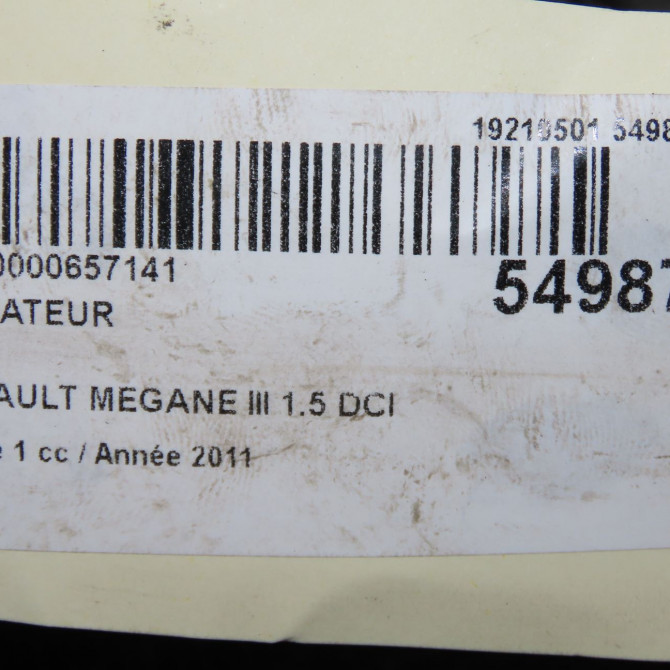 19210501 5498
0000657141
54987
ATEUR
AULT MEGANE III 1.5 DCI
e 1 cc / Année 2011